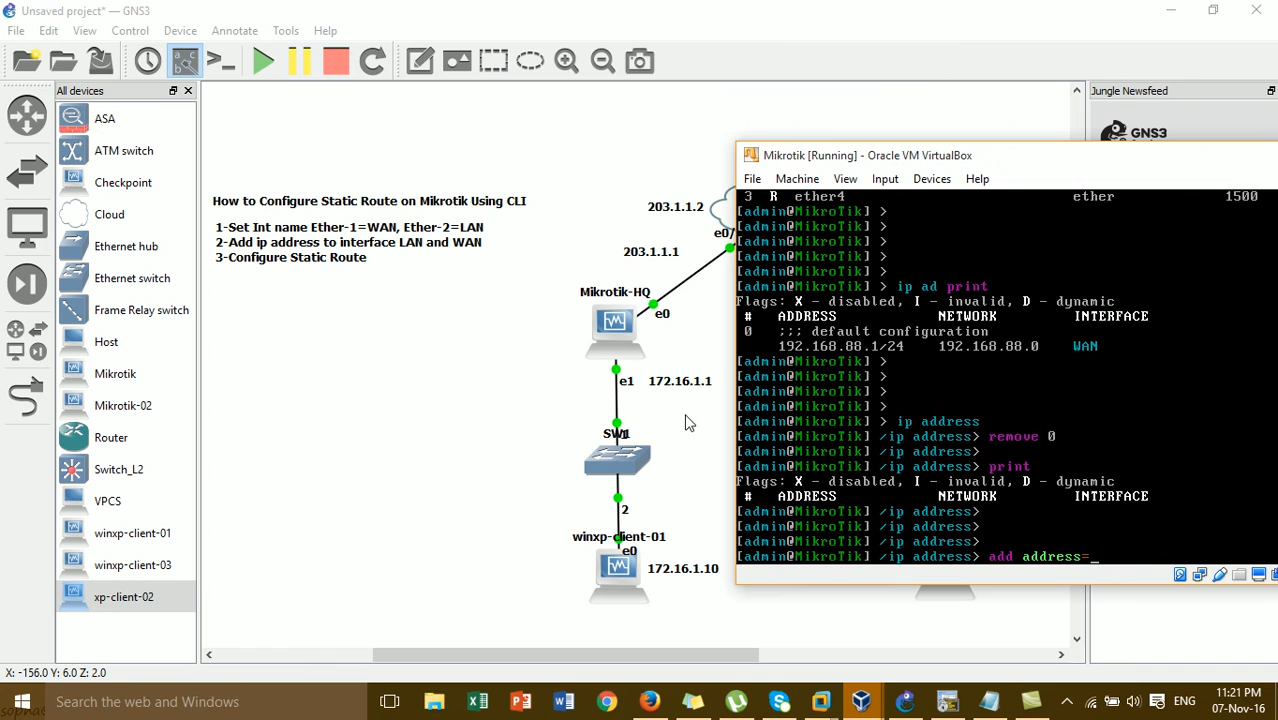 Unsaved project* — GNS3
File Edit View Control Device Annotate Tools Help
All devices
ASA
ATM switch
Checkpoint
Cloud
Ethernet hub
Ethernet switch
Frame Relay switch
Host
Mikrotik
Mikrotik-02
Router
Switch_L2
VPCS
winxp-client-01
winxp-client-03
xp-client-02
How to Configure Static Route on Mikrotik Using CLI
1-Set Int name Ether-1=WAN, Ether-2=LAN
2-Add ip address to interface LAN and WAN
3-Configure Static Route
203.1.1.2
e0/
203.1.1.1
Mikrotik-HQ
e0
e1 172.16.1.1
SW1
1
2
winxp-client-01
e0
172.16.1.10
Jungle Newsfeed
GNS3
Mikrotik [Running] - Oracle VM VirtualBox
File Machine View Input Devices Help
3 R ether4 ether 1500
[admin@MikroTik] >
[admin@MikroTik] >
[admin@MikroTik] >
[admin@MikroTik] >
[admin@MikroTik] >
[admin@MikroTik] > ip ad print
Flags: X - disabled, I - invalid, D - dynamic
# ADDRESS NETWORK INTERFACE
0 ;;; default configuration
192.168.88.1/24 192.168.88.0 WAN
[admin@MikroTik] >
[admin@MikroTik] >
[admin@MikroTik] >
[admin@MikroTik] >
[admin@MikroTik] > ip address
[admin@MikroTik] /ip address> remove 0
[admin@MikroTik] /ip address>
[admin@MikroTik] /ip address> print
Flags: X - disabled, I - invalid, D - dynamic
# ADDRESS NETWORK INTERFACE
[admin@MikroTik] /ip address>
[admin@MikroTik] /ip address>
[admin@MikroTik] /ip address>
[admin@MikroTik] /ip address> add address=_
X: -156.0 Y: 6.0 Z: 2.0
Search the web and Windows
ENG
11:21 PM
07-Nov-16